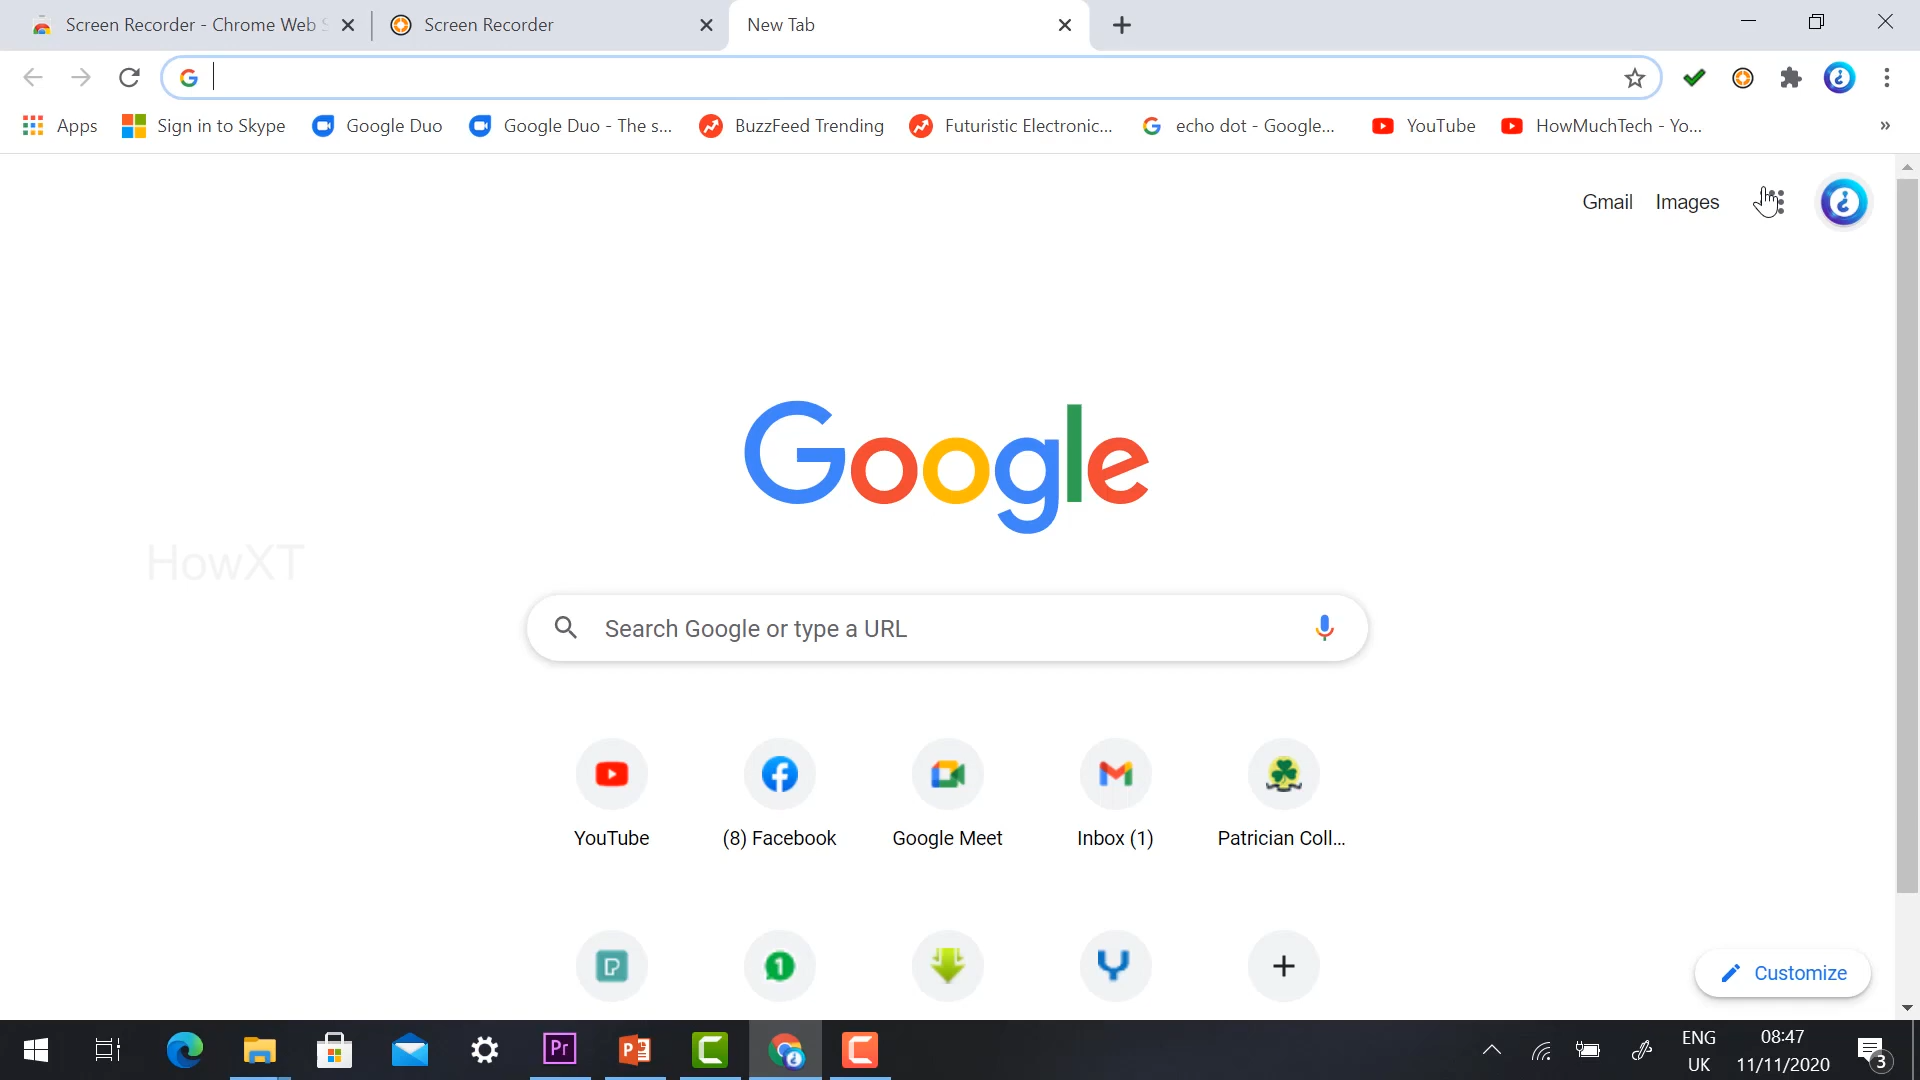 Screen Recorder - Chrome Web S
Screen Recorder
New Tab
Apps
Sign in to Skype
Google Duo
Google Duo - The s...
BuzzFeed Trending
Futuristic Electronic...
echo dot - Google...
YouTube
HowMuchTech - Yo...
»
Gmail
Images
Google
HowXT
Search Google or type a URL
YouTube
(8) Facebook
Google Meet
Inbox (1)
Patrician Coll...
1
Customize
Pr
ENG
UK
08:47
11/11/2020
3